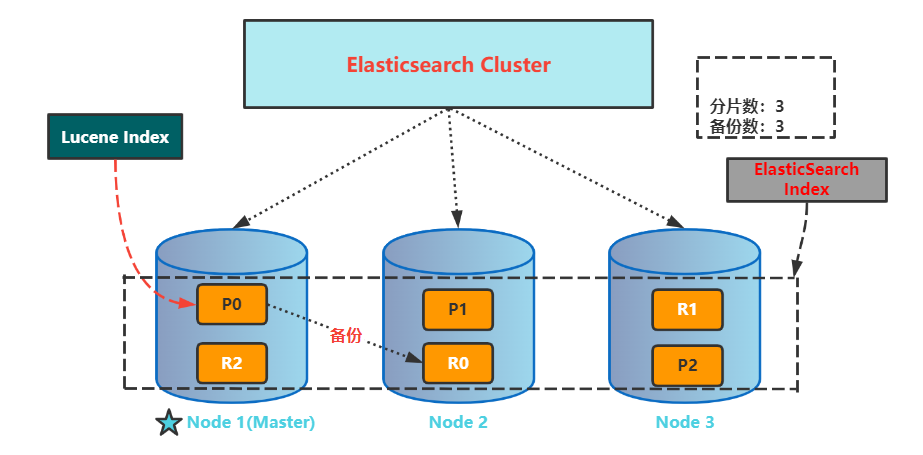 Elasticsearch Cluster
分片数：3
备份数：3
Lucene Index
ElasticSearch
Index
P0
P1
R1
备份
R2
R0
P2
Node 1(Master)
Node 2
Node 3